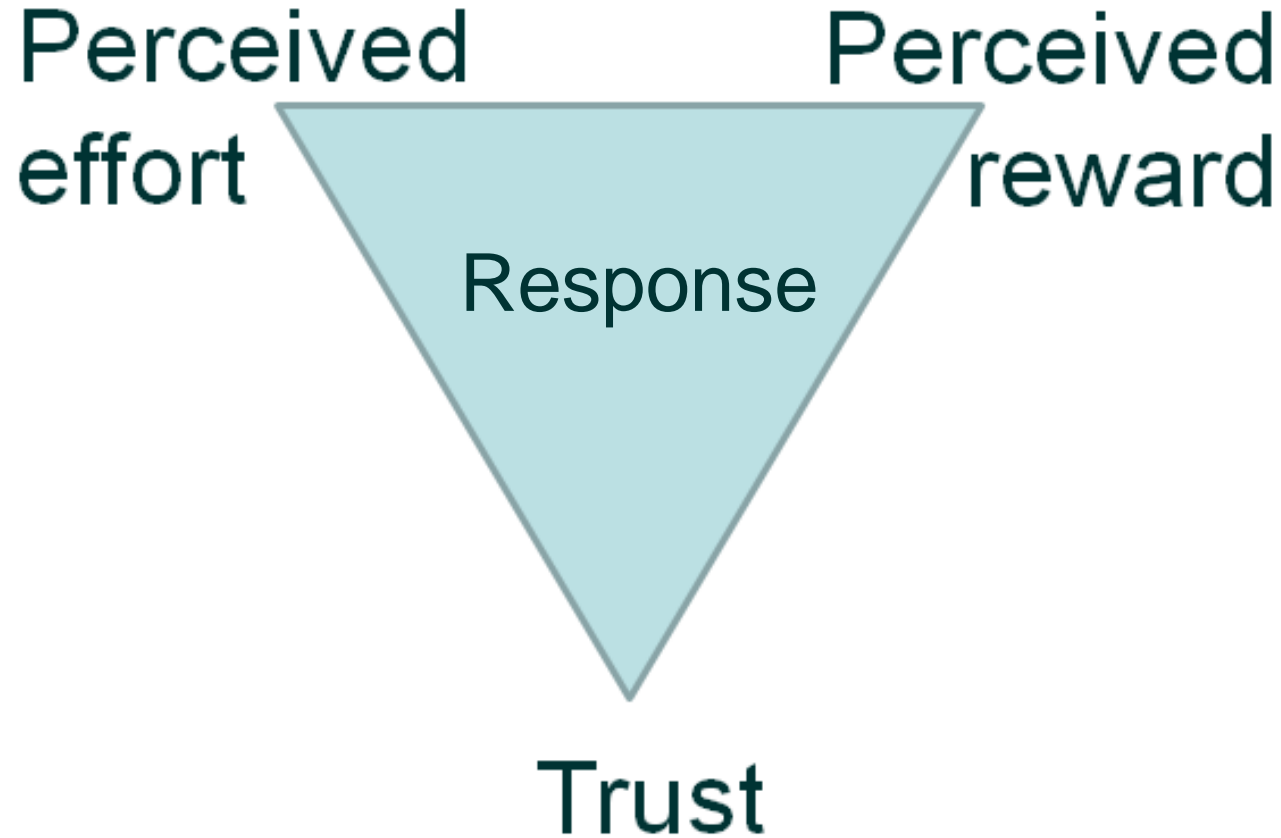 Perceived
effort
Perceived
reward
Response
Trust